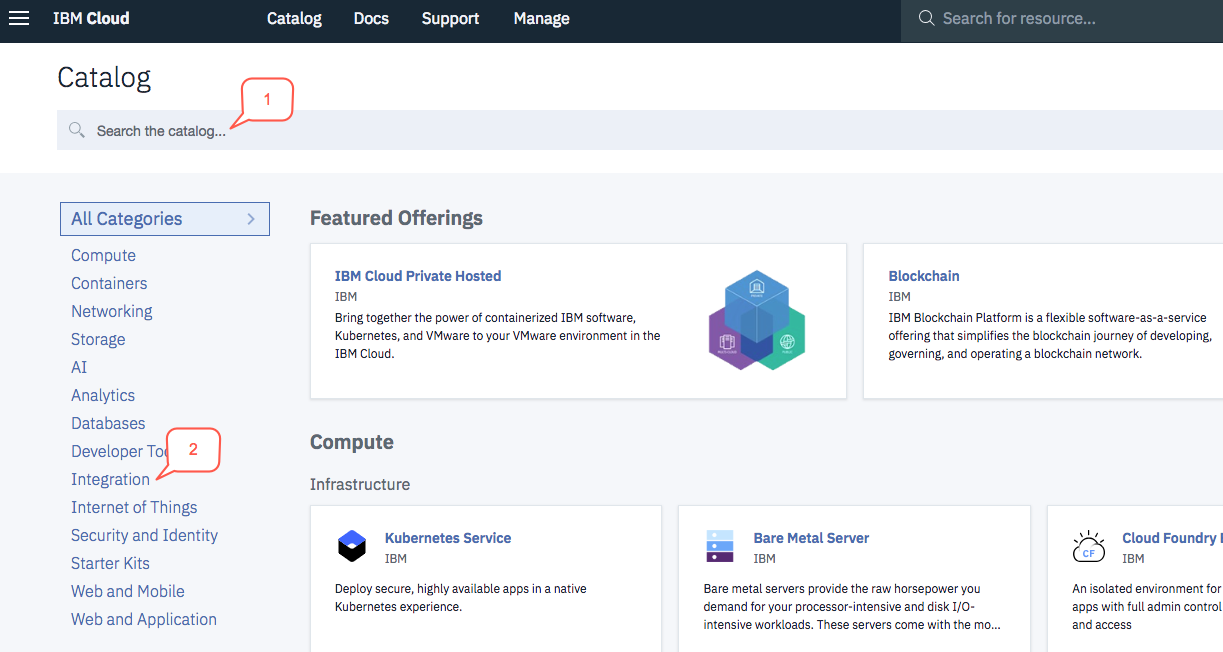 IBM Cloud Catalog Docs Support Manage Search for resource...
Catalog
1
Search the catalog...
All Categories
Compute
Containers
Networking
Storage
AI
Analytics
Databases
Developer Too
2
Integration
Internet of Things
Security and Identity
Starter Kits
Web and Mobile
Web and Application
Featured Offerings
IBM Cloud Private Hosted
IBM
Bring together the power of containerized IBM software,
Kubernetes, and VMware to your VMware environment in the
IBM Cloud.
Blockchain
IBM
IBM Blockchain Platform is a flexible software-as-a-service
offering that simplifies the blockchain journey of developing,
governing, and operating a blockchain network.
Compute
Infrastructure
Kubernetes Service
IBM
Deploy secure, highly available apps in a native
Kubernetes experience.
Bare Metal Server
IBM
Bare metal servers provide the raw horsepower you
demand for your processor-intensive and disk I/O-
intensive workloads. These servers come with the mo...
CF
Cloud Foundry
IBM
An isolated environment for
apps with full admin control
and access